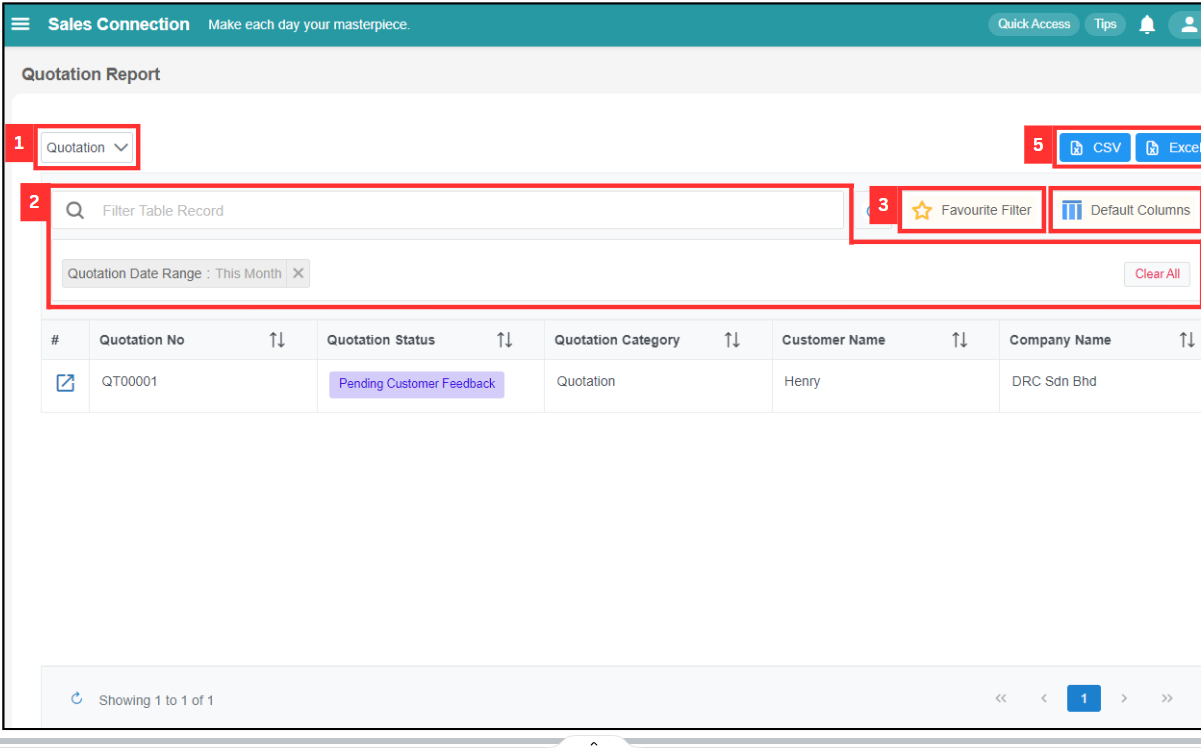 Sales Connection Make each day your masterpiece. Quick Access Tips
Quotation Report
1 Quotation 5 CSV Excel
2 Filter Table Record 3 Favourite Filter Default Columns
Quotation Date Range : This Month Clear All
# Quotation No Quotation Status Quotation Category Customer Name Company Name
QT00001 Pending Customer Feedback Quotation Henry DRC Sdn Bhd
Showing 1 to 1 of 1 << < 1 > >>